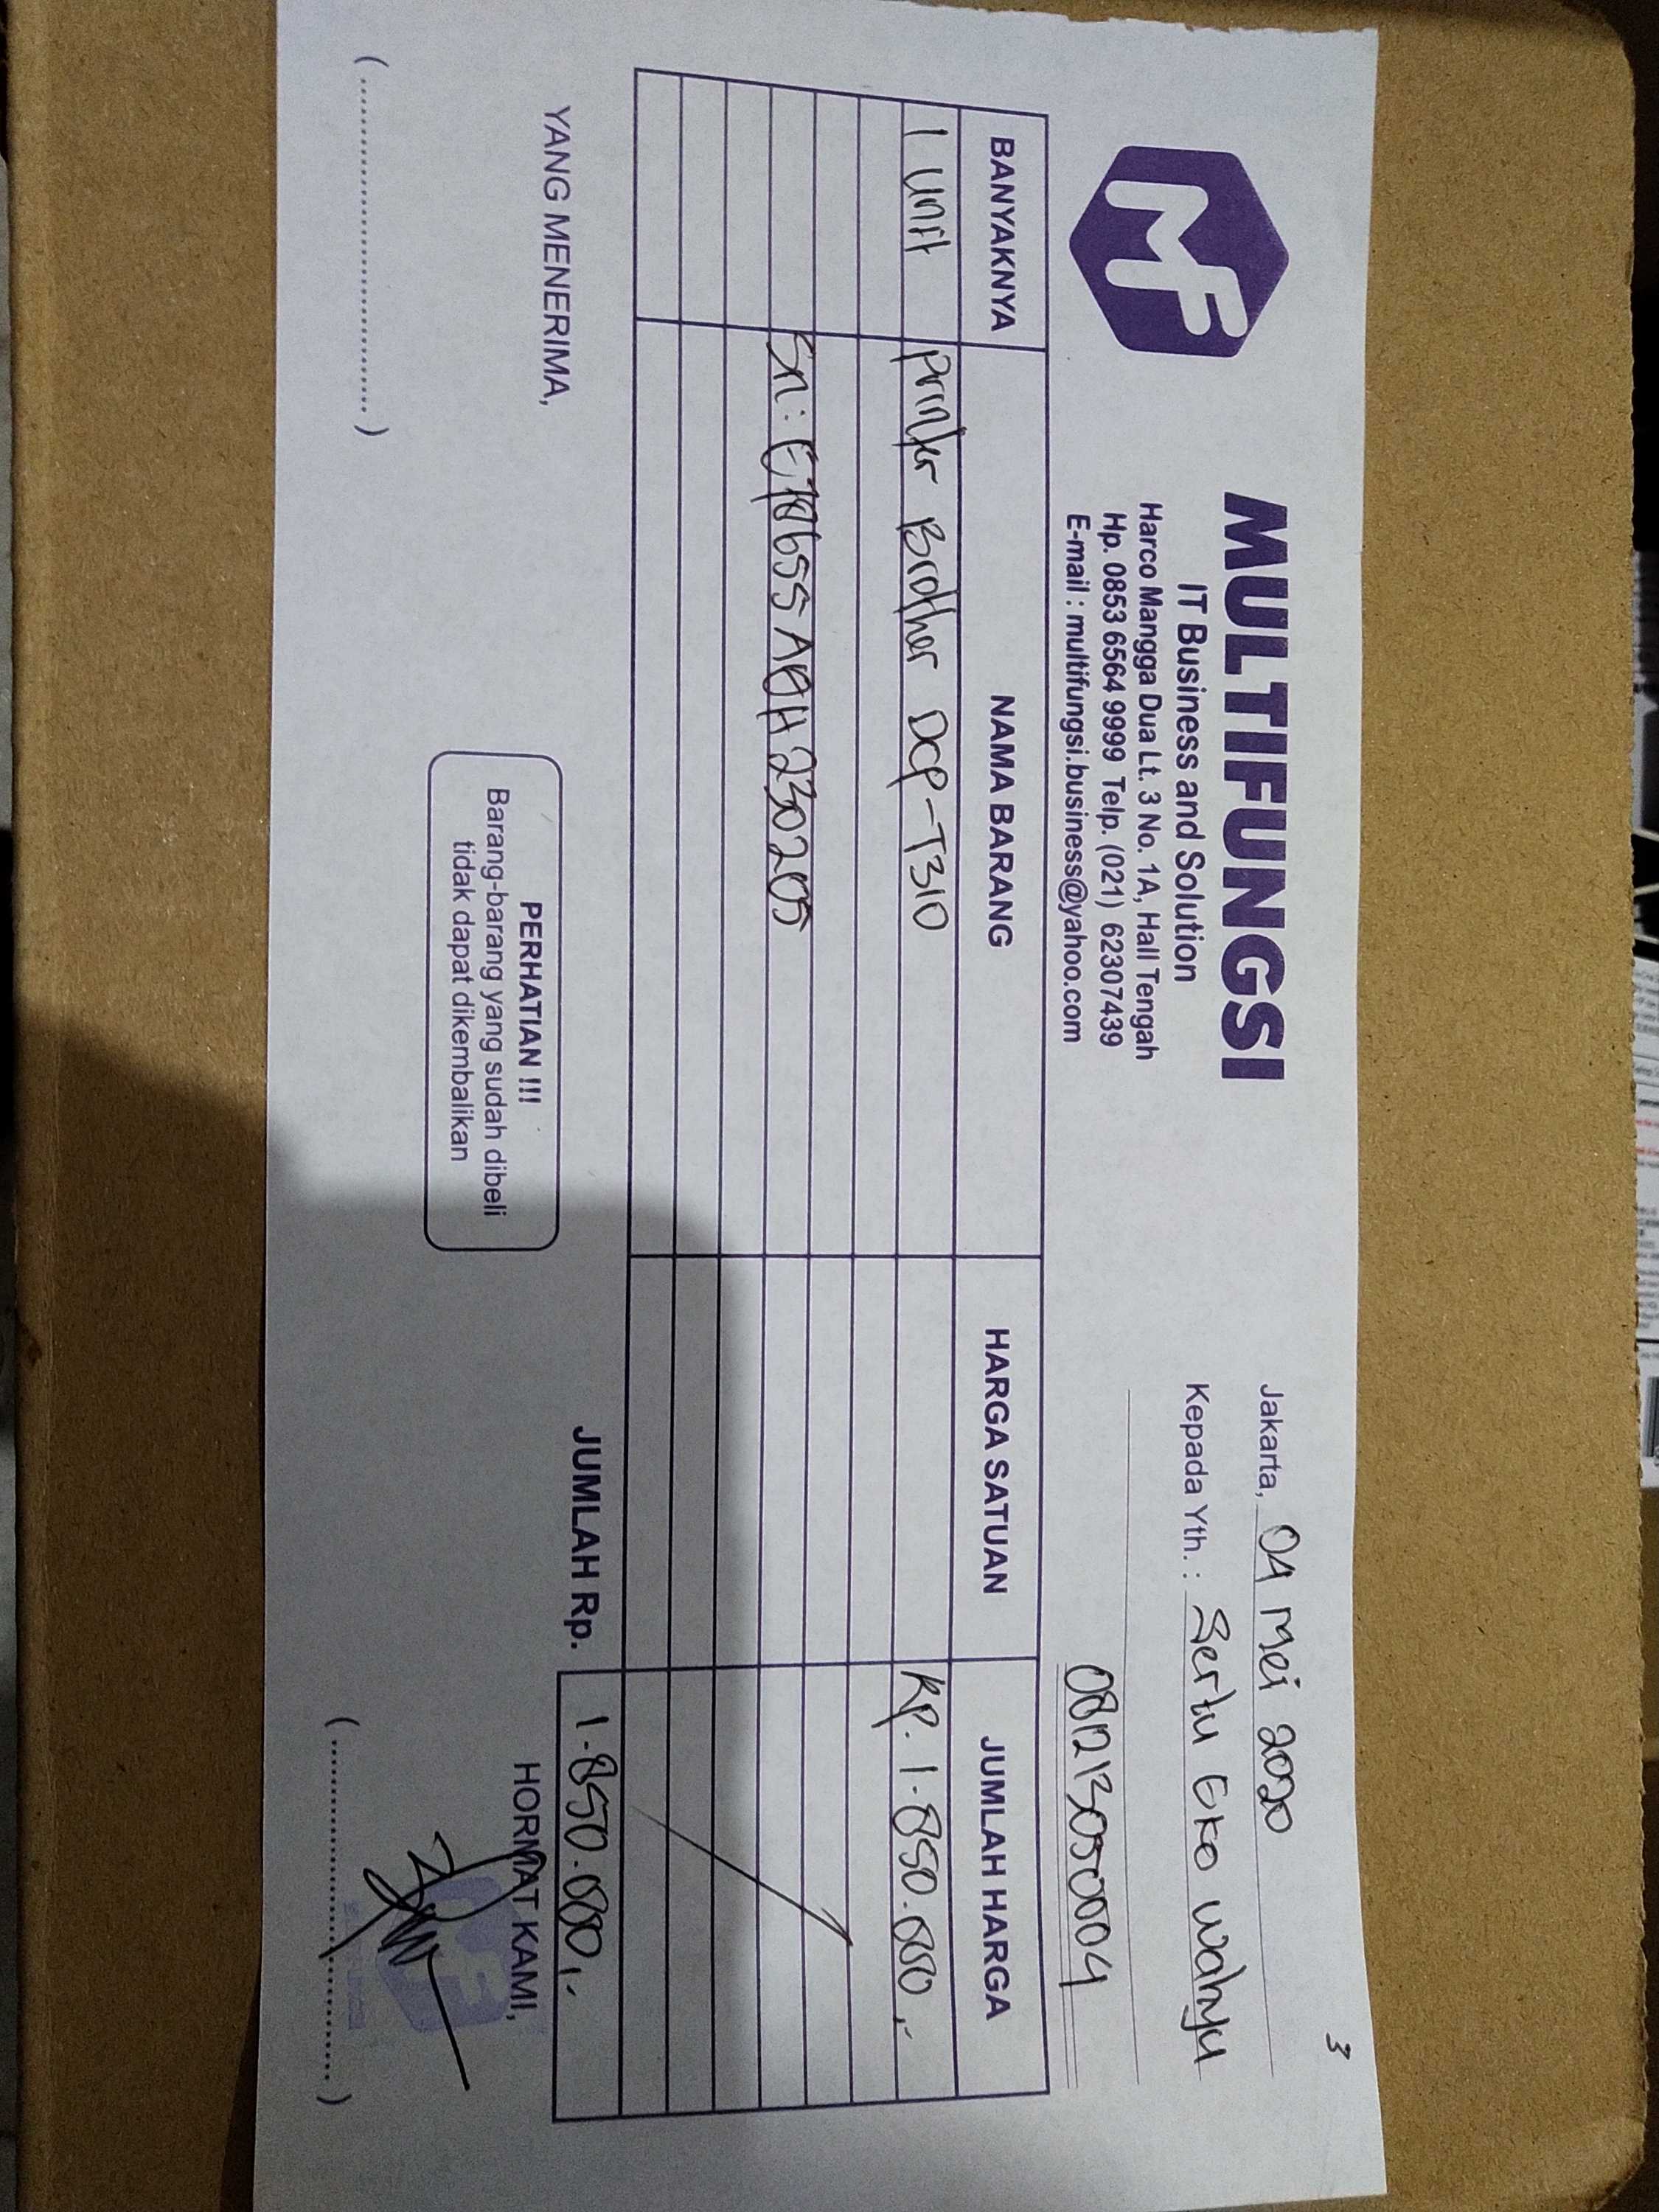 3
MF
MULTIFUNGSI
IT Business and Solution
Harco Mangga Dua Lt. 3 No. 1A, Hall Tengah
Hp. 0853 6564 9999 Telp. (021) 62307439
E-mail : multifungsi.business@yahoo.com
Jakarta, 04 Mei 2020
Kepada Yth. : Sertu Eko Wahyu
081213050004
BANYAKNYA NAMA BARANG HARGA SATUAN JUMLAH HARGA
1 Unit Printer Brother DCP-T310 Rp. 1.850.000,-
Sn:
JUMLAH Rp. 1.850.000,-
YANG MENERIMA,
HORMAT KAMI,
PERHATIAN !!!
Barang-barang yang sudah dibeli
tidak dapat dikembalikan
(........................................)
(........................................)